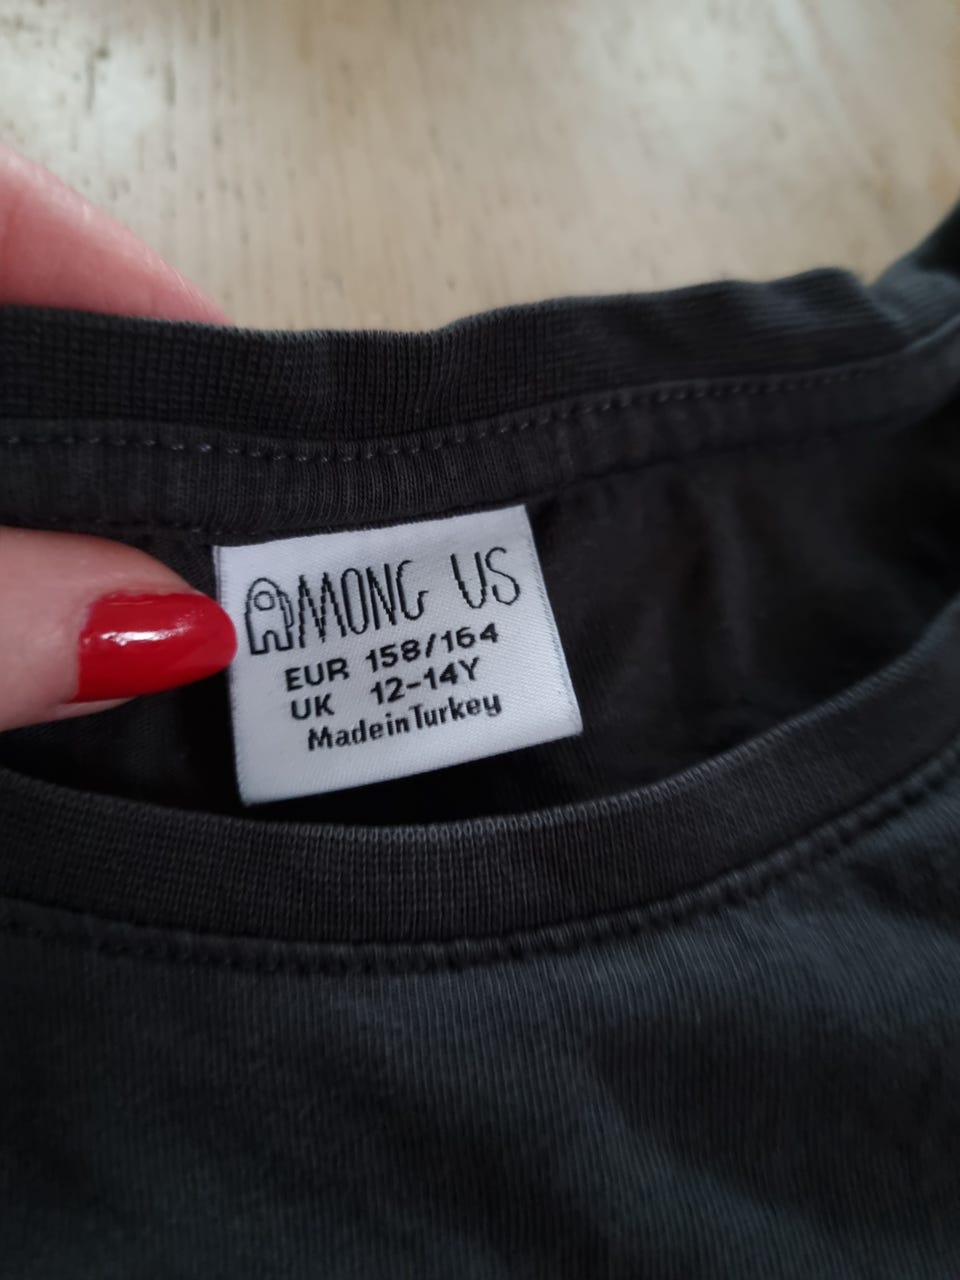 AMONG US
EUR 158/164
UK 12-14Y
Made in Turkey